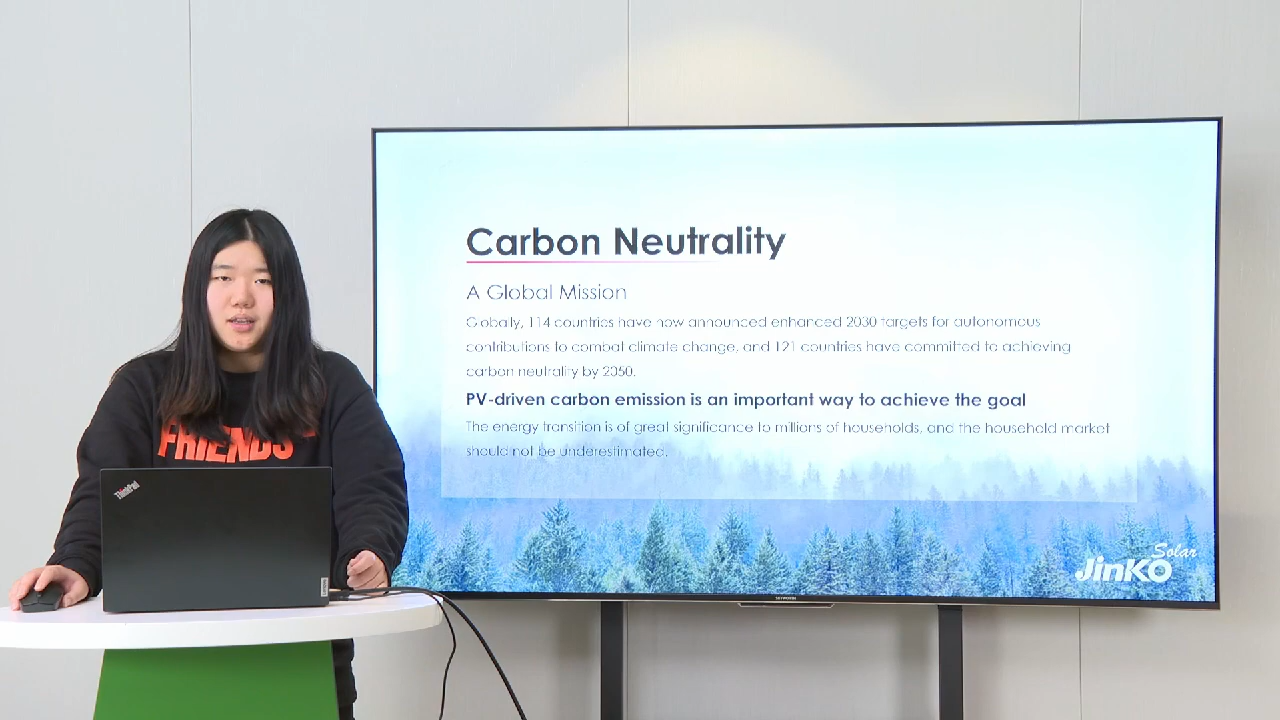 Carbon Neutrality
A Global Mission
Globally, 114 countries have now announced enhanced 2030 targets for autonomous
contributions to combat climate change, and 121 countries have committed to achieving
carbon neutrality by 2050.
PV-driven carbon emission is an important way to achieve the goal
The energy transition is of great significance to millions of households, and the household market
should not be underestimated.
Solar
JinKO
FRIENDS
ThinkPad
Lenovo
SKYWORTH